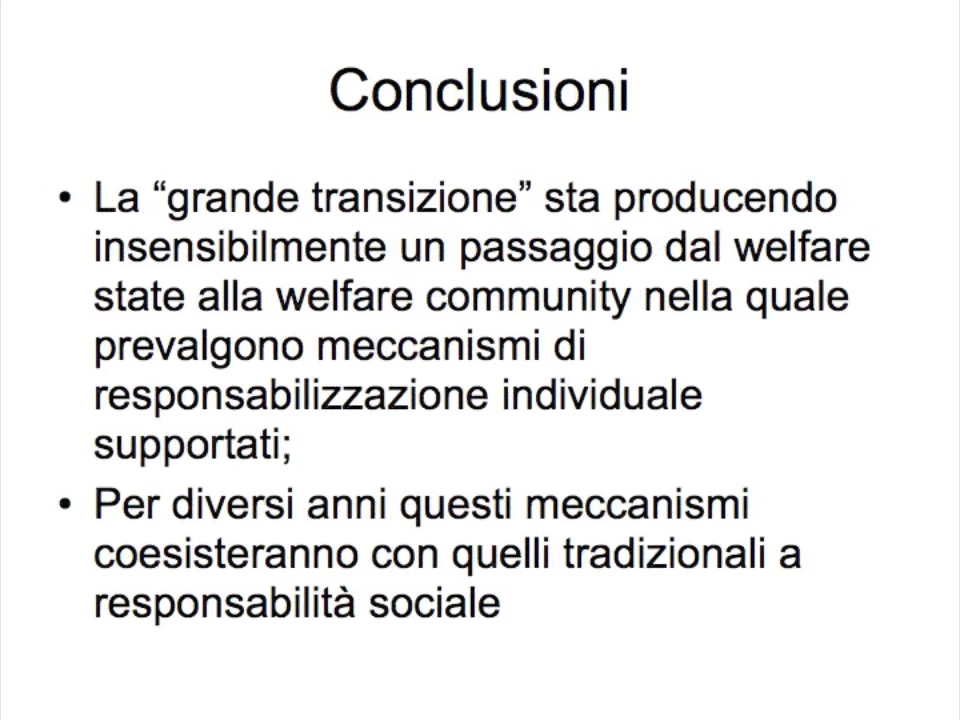 Conclusioni
• La “grande transizione” sta producendo
insensibilmente un passaggio dal welfare
state alla welfare community nella quale
prevalgono meccanismi di
responsabilizzazione individuale
supportati;
• Per diversi anni questi meccanismi
coesisteranno con quelli tradizionali a
responsabilità sociale